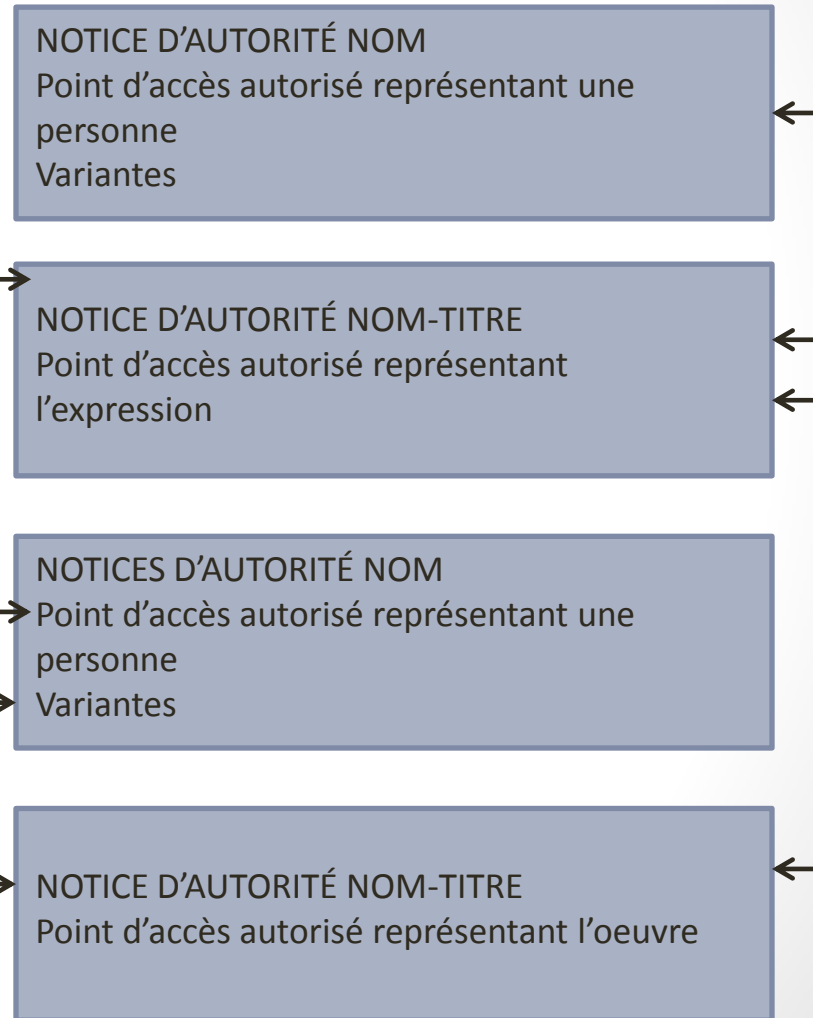 NOTICE D’AUTORITÉ NOM
Point d’accès autorisé représentant une
personne
Variantes
NOTICE D’AUTORITÉ NOM-TITRE
Point d’accès autorisé représentant
l’expression
NOTICES D’AUTORITÉ NOM
Point d’accès autorisé représentant une
personne
Variantes
NOTICE D’AUTORITÉ NOM-TITRE
Point d’accès autorisé représentant l’oeuvre